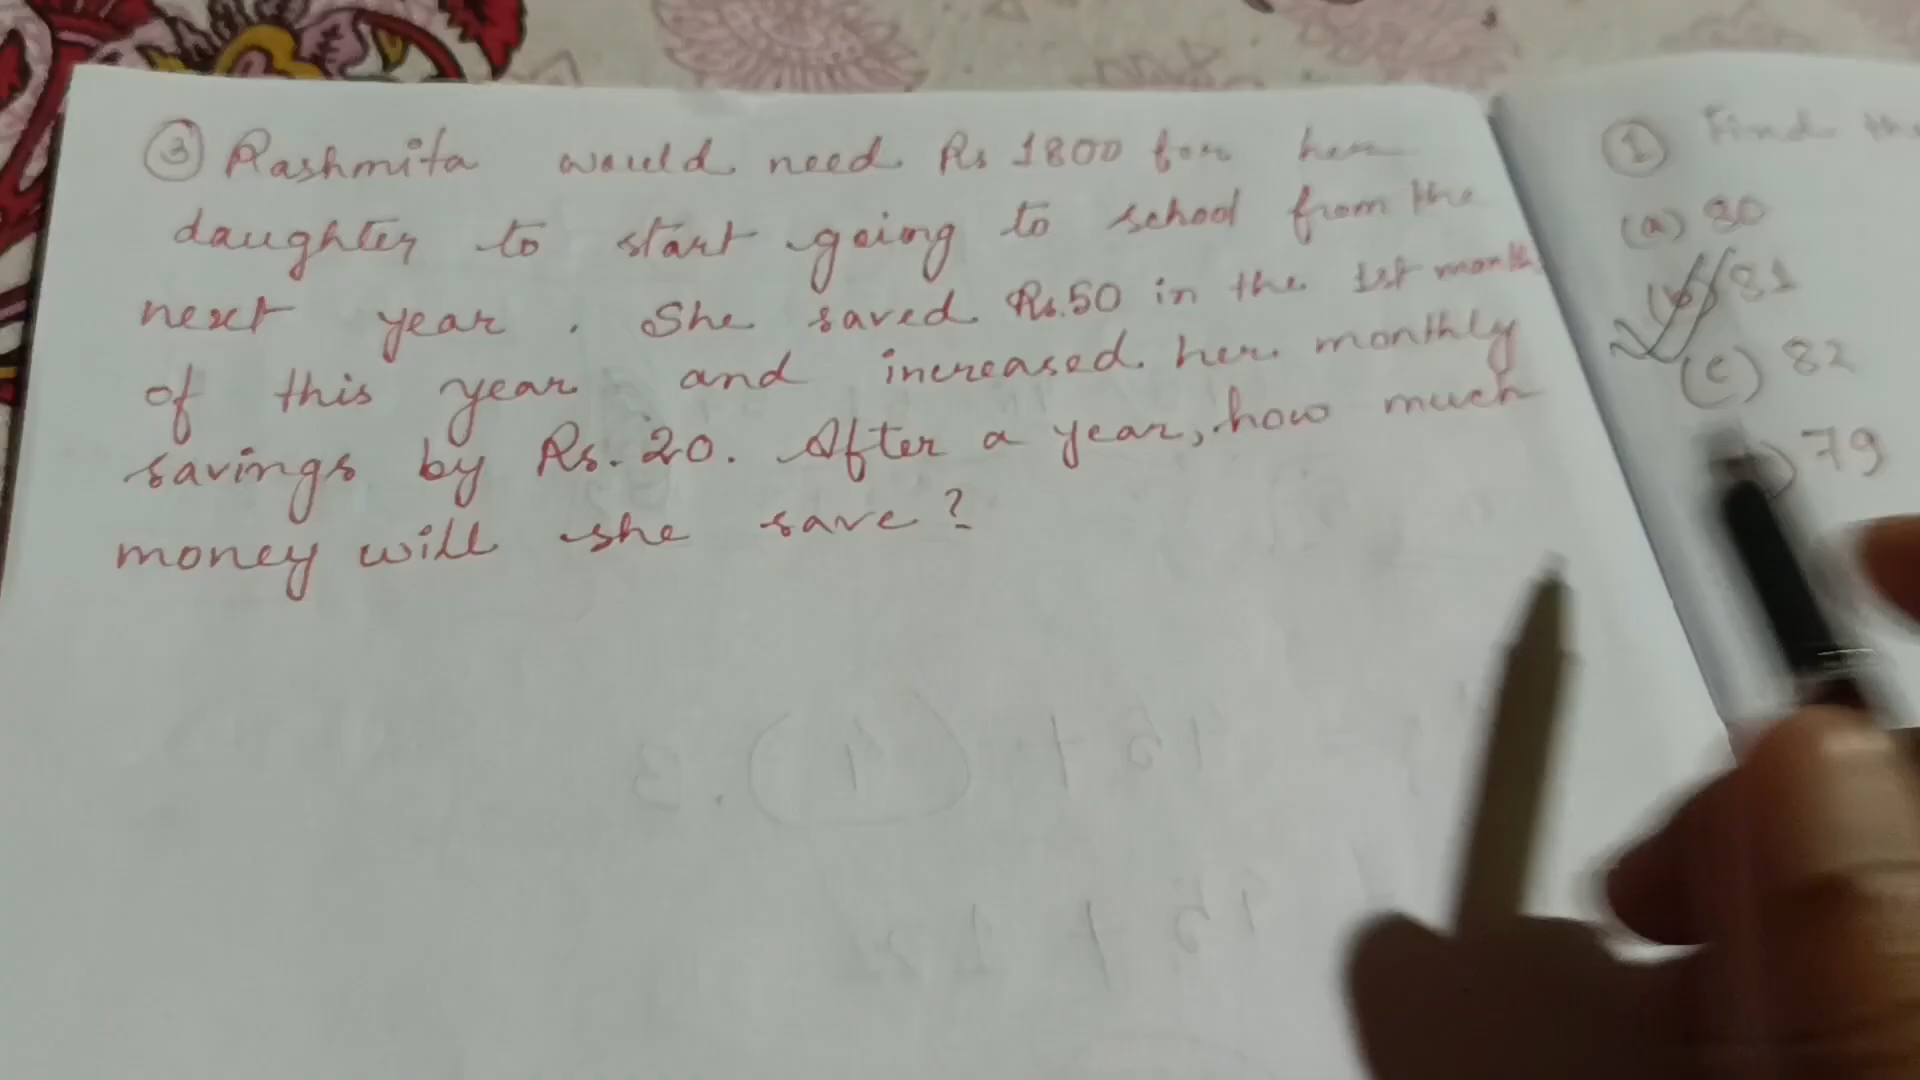 ③ Rashmita would need Rs 1800 for her
daughter to start going to school from the
next year. She saved Rs.50 in the 1st month
of this year and increased her monthly
savings by Rs. 20. After a year, how much
money will she save?
① Find the
(a) 80
(b) 81
(c) 82
79